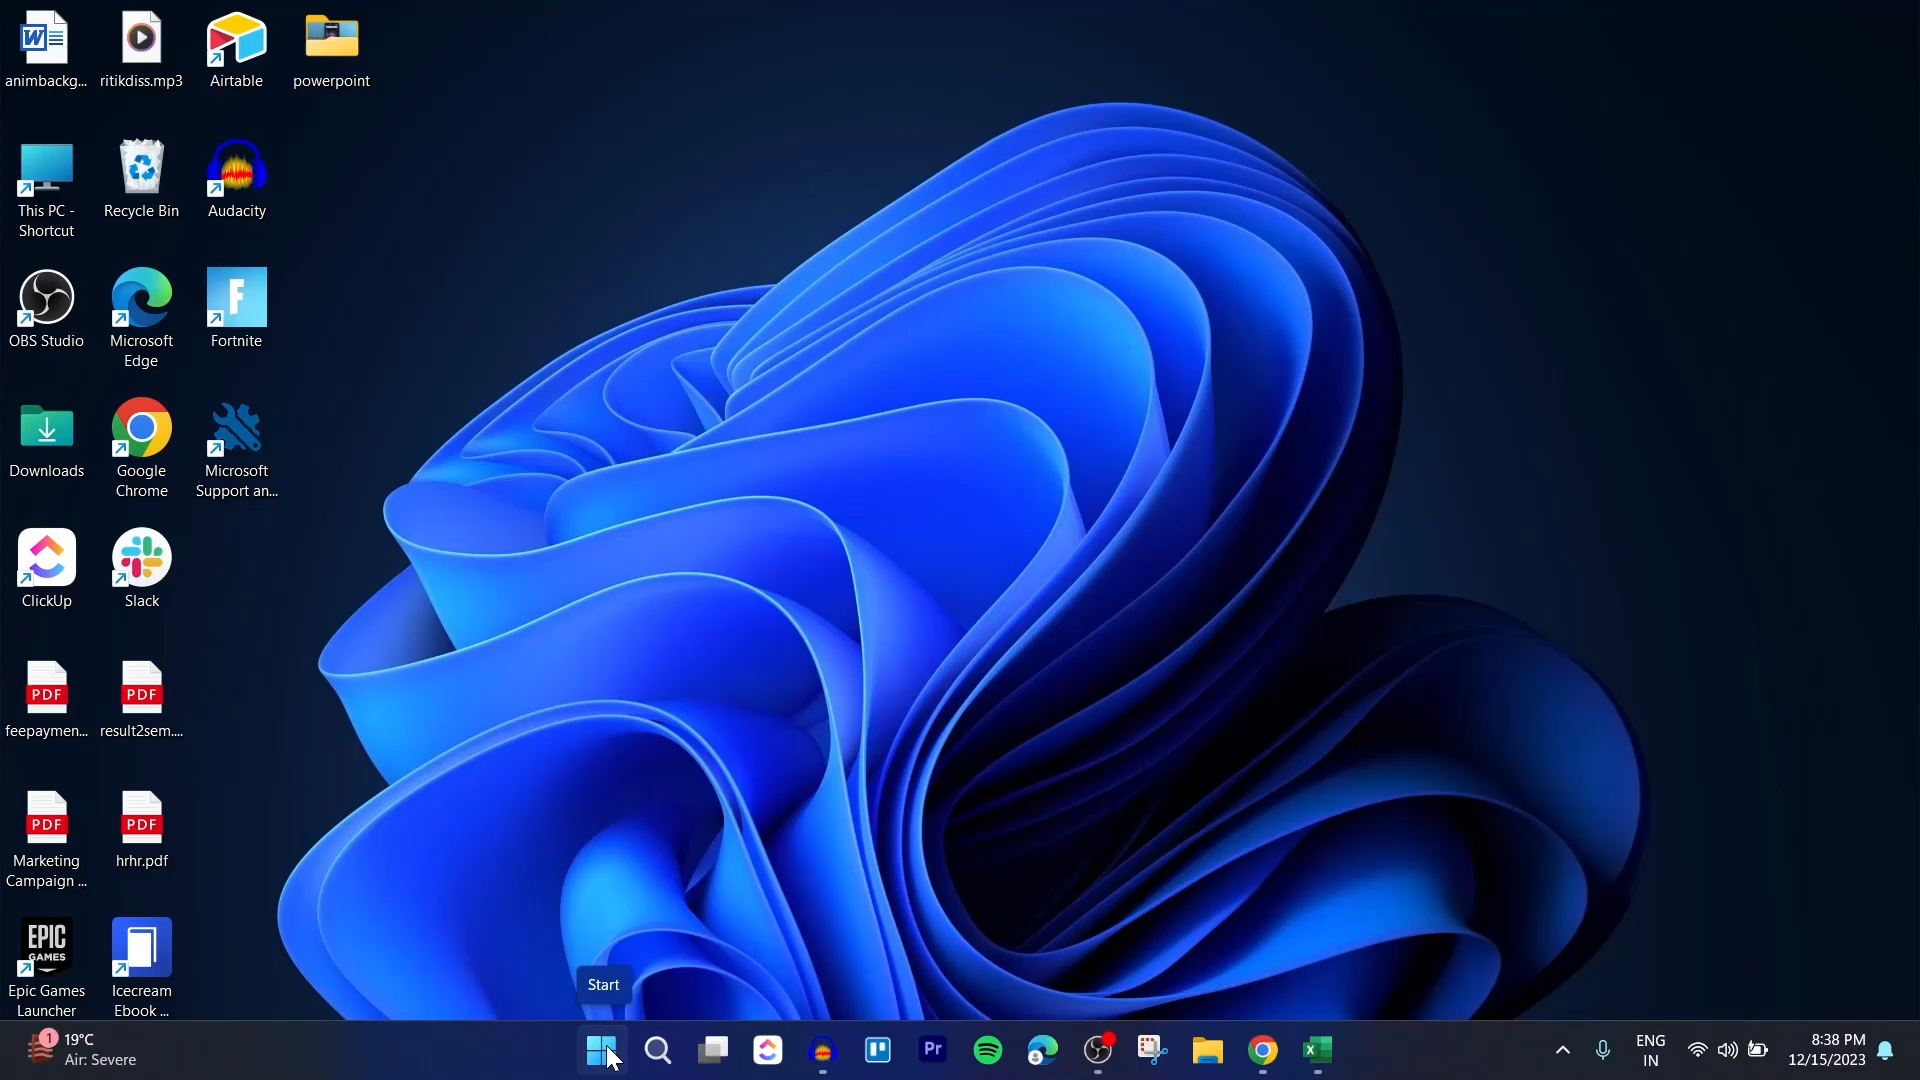 animbackg...
ritikdiss.mp3
Airtable
powerpoint
This PC -
Shortcut
Recycle Bin
Audacity
OBS Studio
Microsoft
Edge
F
Fortnite
Downloads
Google
Chrome
Microsoft
Support an...
ClickUp
Slack
PDF
feepaymen...
PDF
result2sem....
PDF
Marketing
Campaign ...
PDF
hrhr.pdf
EPIC
GAMES
Epic Games
Launcher
Icecream
Ebook ...
Start
1
19°C
Air: Severe
Pr
ENG
IN
8:38 PM
12/15/2023